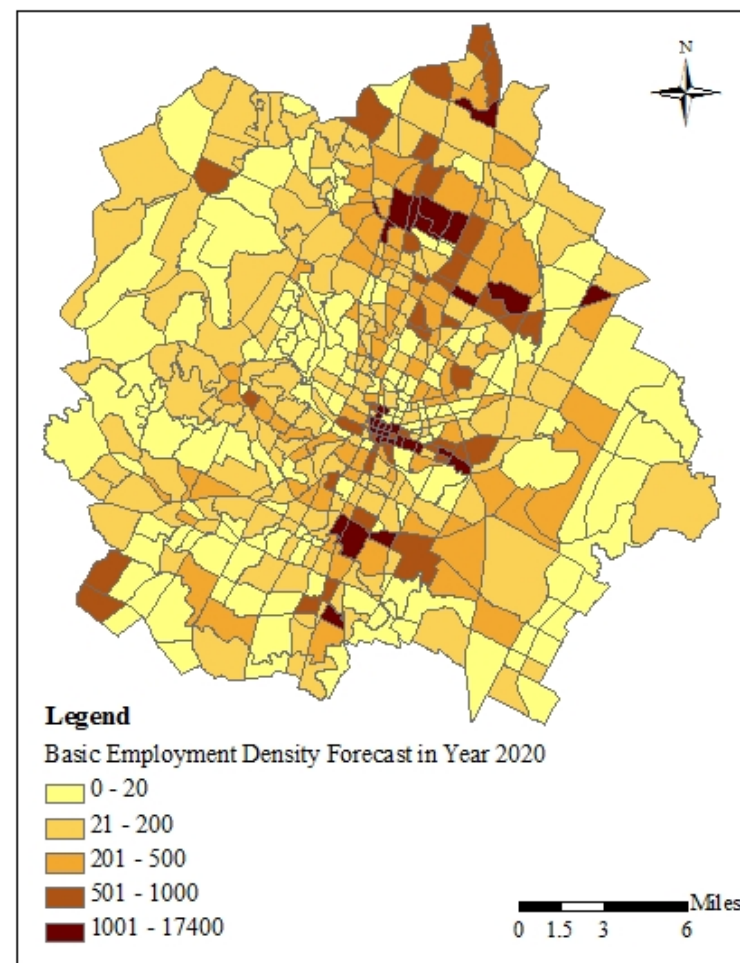 N
Legend
Basic Employment Density Forecast in Year 2020
0 - 20
21 - 200
201 - 500
501 - 1000
1001 - 17400
Miles
0 1.5 3 6